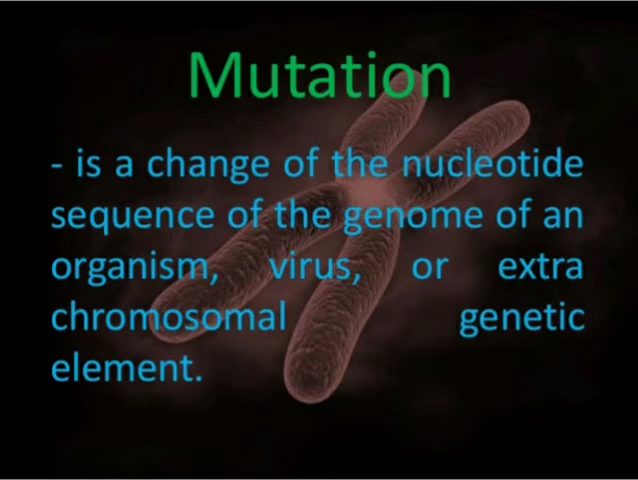 Mutation
- is a change of the nucleotide
sequence of the genome of an
organism, virus, or extra
chromosomal genetic
element.